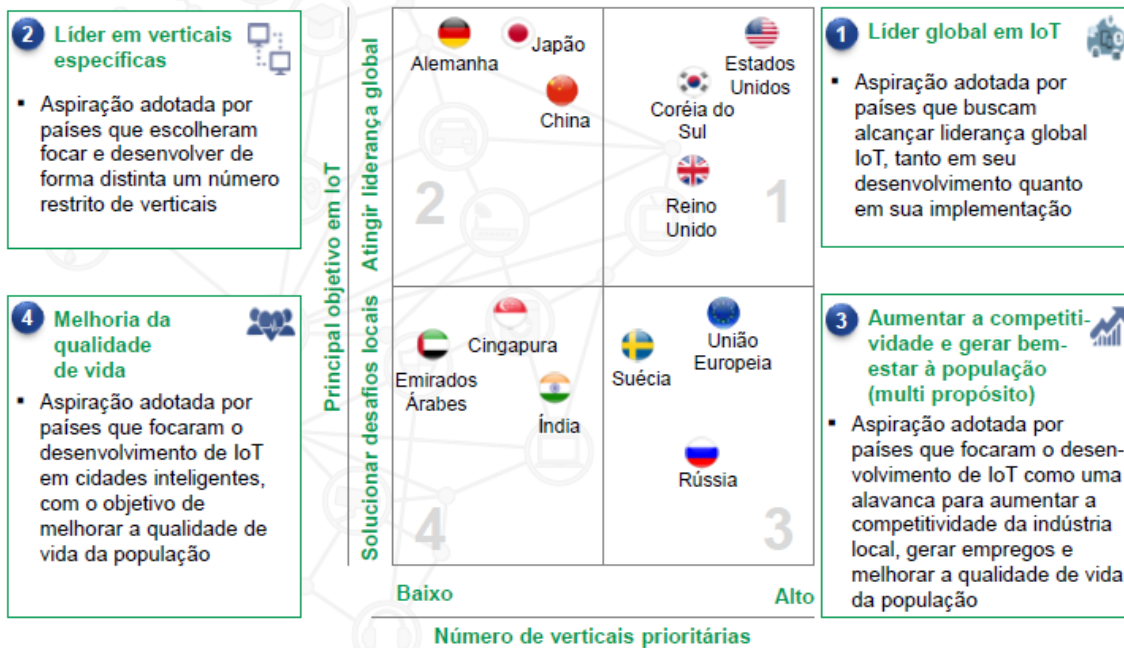 2
Líder em verticais
específicas
▪ Aspiração adotada por
países que escolheram
focar e desenvolver de
forma distinta um número
restrito de verticais
4
Melhoria da
qualidade
de vida
▪ Aspiração adotada por
países que focaram o
desenvolvimento de IoT
em cidades inteligentes,
com o objetivo de
melhorar a qualidade de
vida da população
Principal objetivo em IoT
Atingir liderança global
Solucionar desafios locais
Alemanha
Japão
China
2
Estados
Unidos
Coréia do
Sul
Reino
Unido
1
Cingapura
Emirados
Árabes
Índia
4
União
Europeia
Suécia
Rússia
3
Baixo
Alto
Número de verticais prioritárias
1
Líder global em IoT
▪ Aspiração adotada por
países que buscam
alcançar liderança global
IoT, tanto em seu
desenvolvimento quanto
em sua implementação
3
Aumentar a competiti-
vidade e gerar bem-
estar à população
(multi propósito)
▪ Aspiração adotada por
países que focaram o desen-
volvimento de IoT como uma
alavanca para aumentar a
competitividade da indústria
local, gerar empregos e
melhorar a qualidade de vida
da população